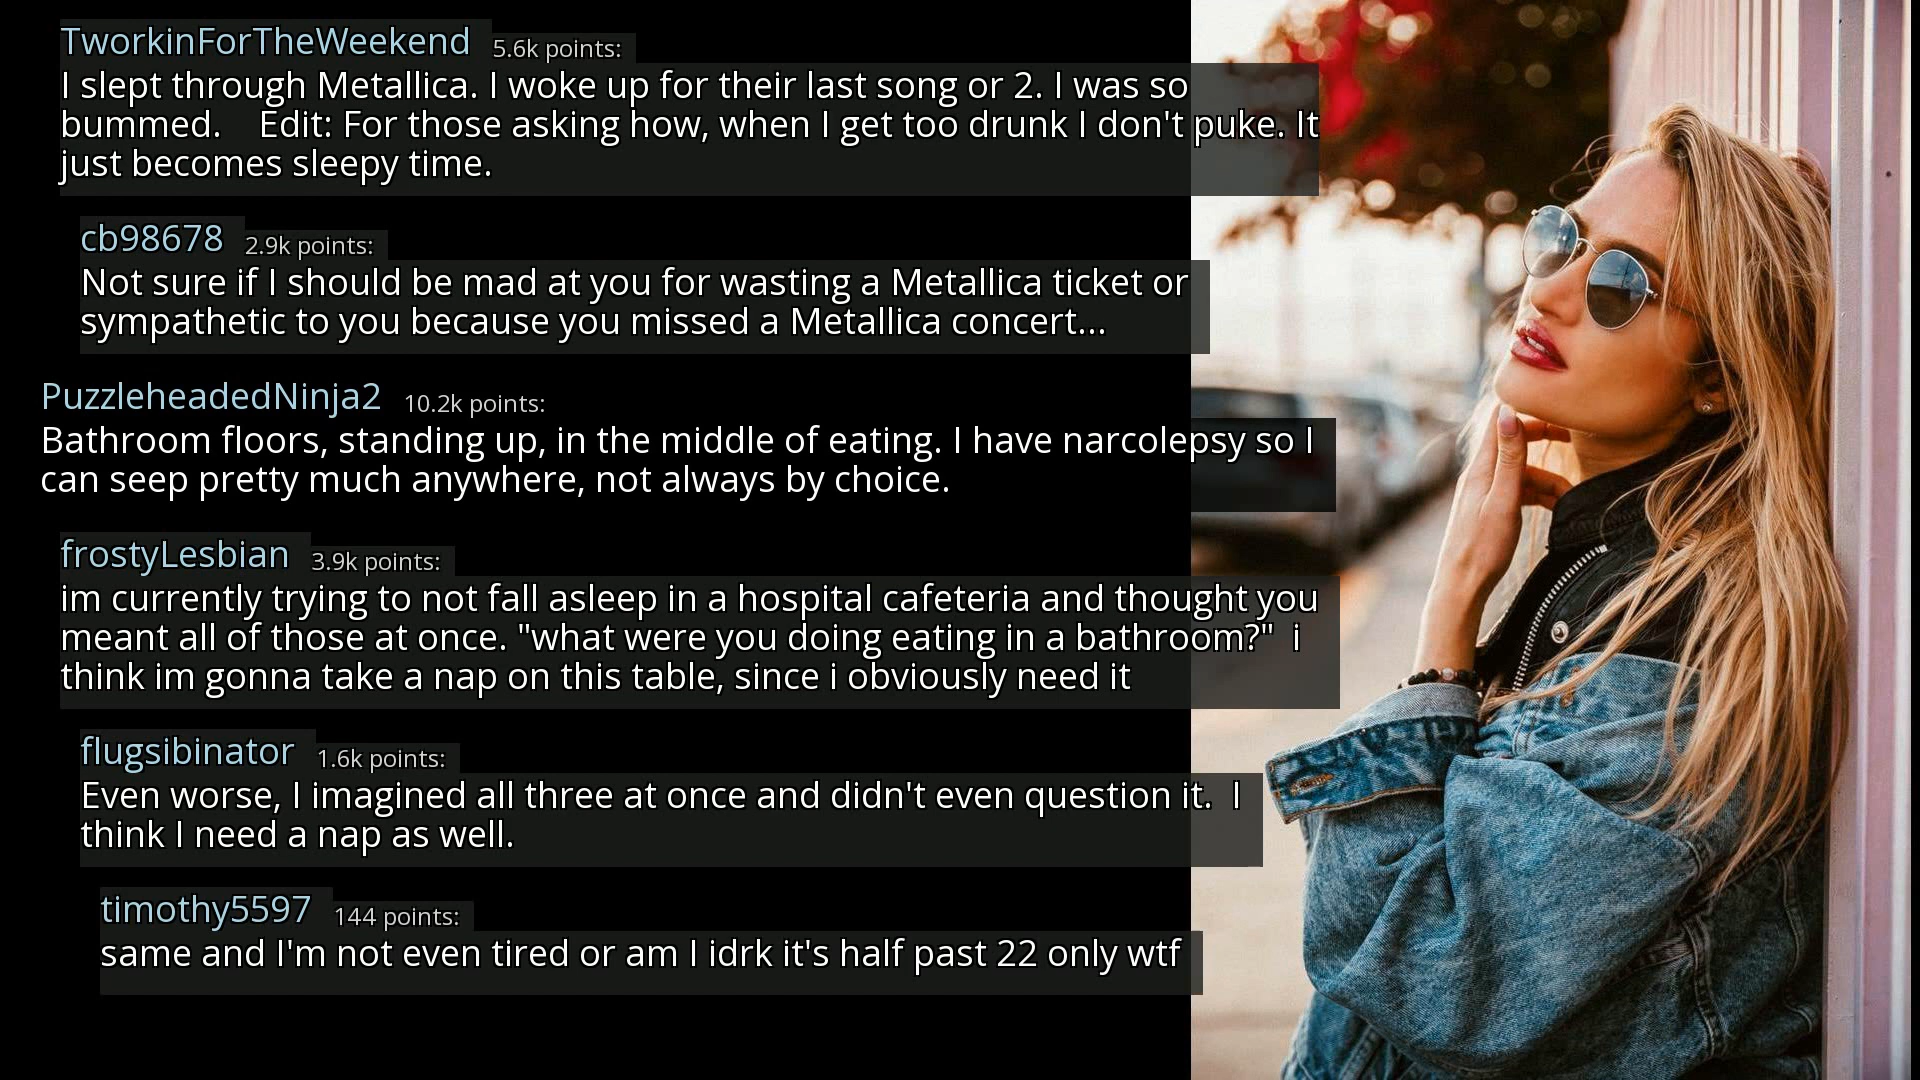 TworkinForTheWeekend 5.6k points:
I slept through Metallica. I woke up for their last song or 2. I was so
bummed.    Edit: For those asking how, when I get too drunk I don't puke. It
just becomes sleepy time.
cb98678 2.9k points:
Not sure if I should be mad at you for wasting a Metallica ticket or
sympathetic to you because you missed a Metallica concert...
PuzzleheadedNinja2 10.2k points:
Bathroom floors, standing up, in the middle of eating. I have narcolepsy so I
can seep pretty much anywhere, not always by choice.
frostyLesbian 3.9k points:
im currently trying to not fall asleep in a hospital cafeteria and thought you
meant all of those at once. "what were you doing eating in a bathroom?"  i
think im gonna take a nap on this table, since i obviously need it
flugsibinator 1.6k points:
Even worse, I imagined all three at once and didn't even question it.  I
think I need a nap as well.
timothy5597 144 points:
same and I'm not even tired or am I idrk it's half past 22 only wtf